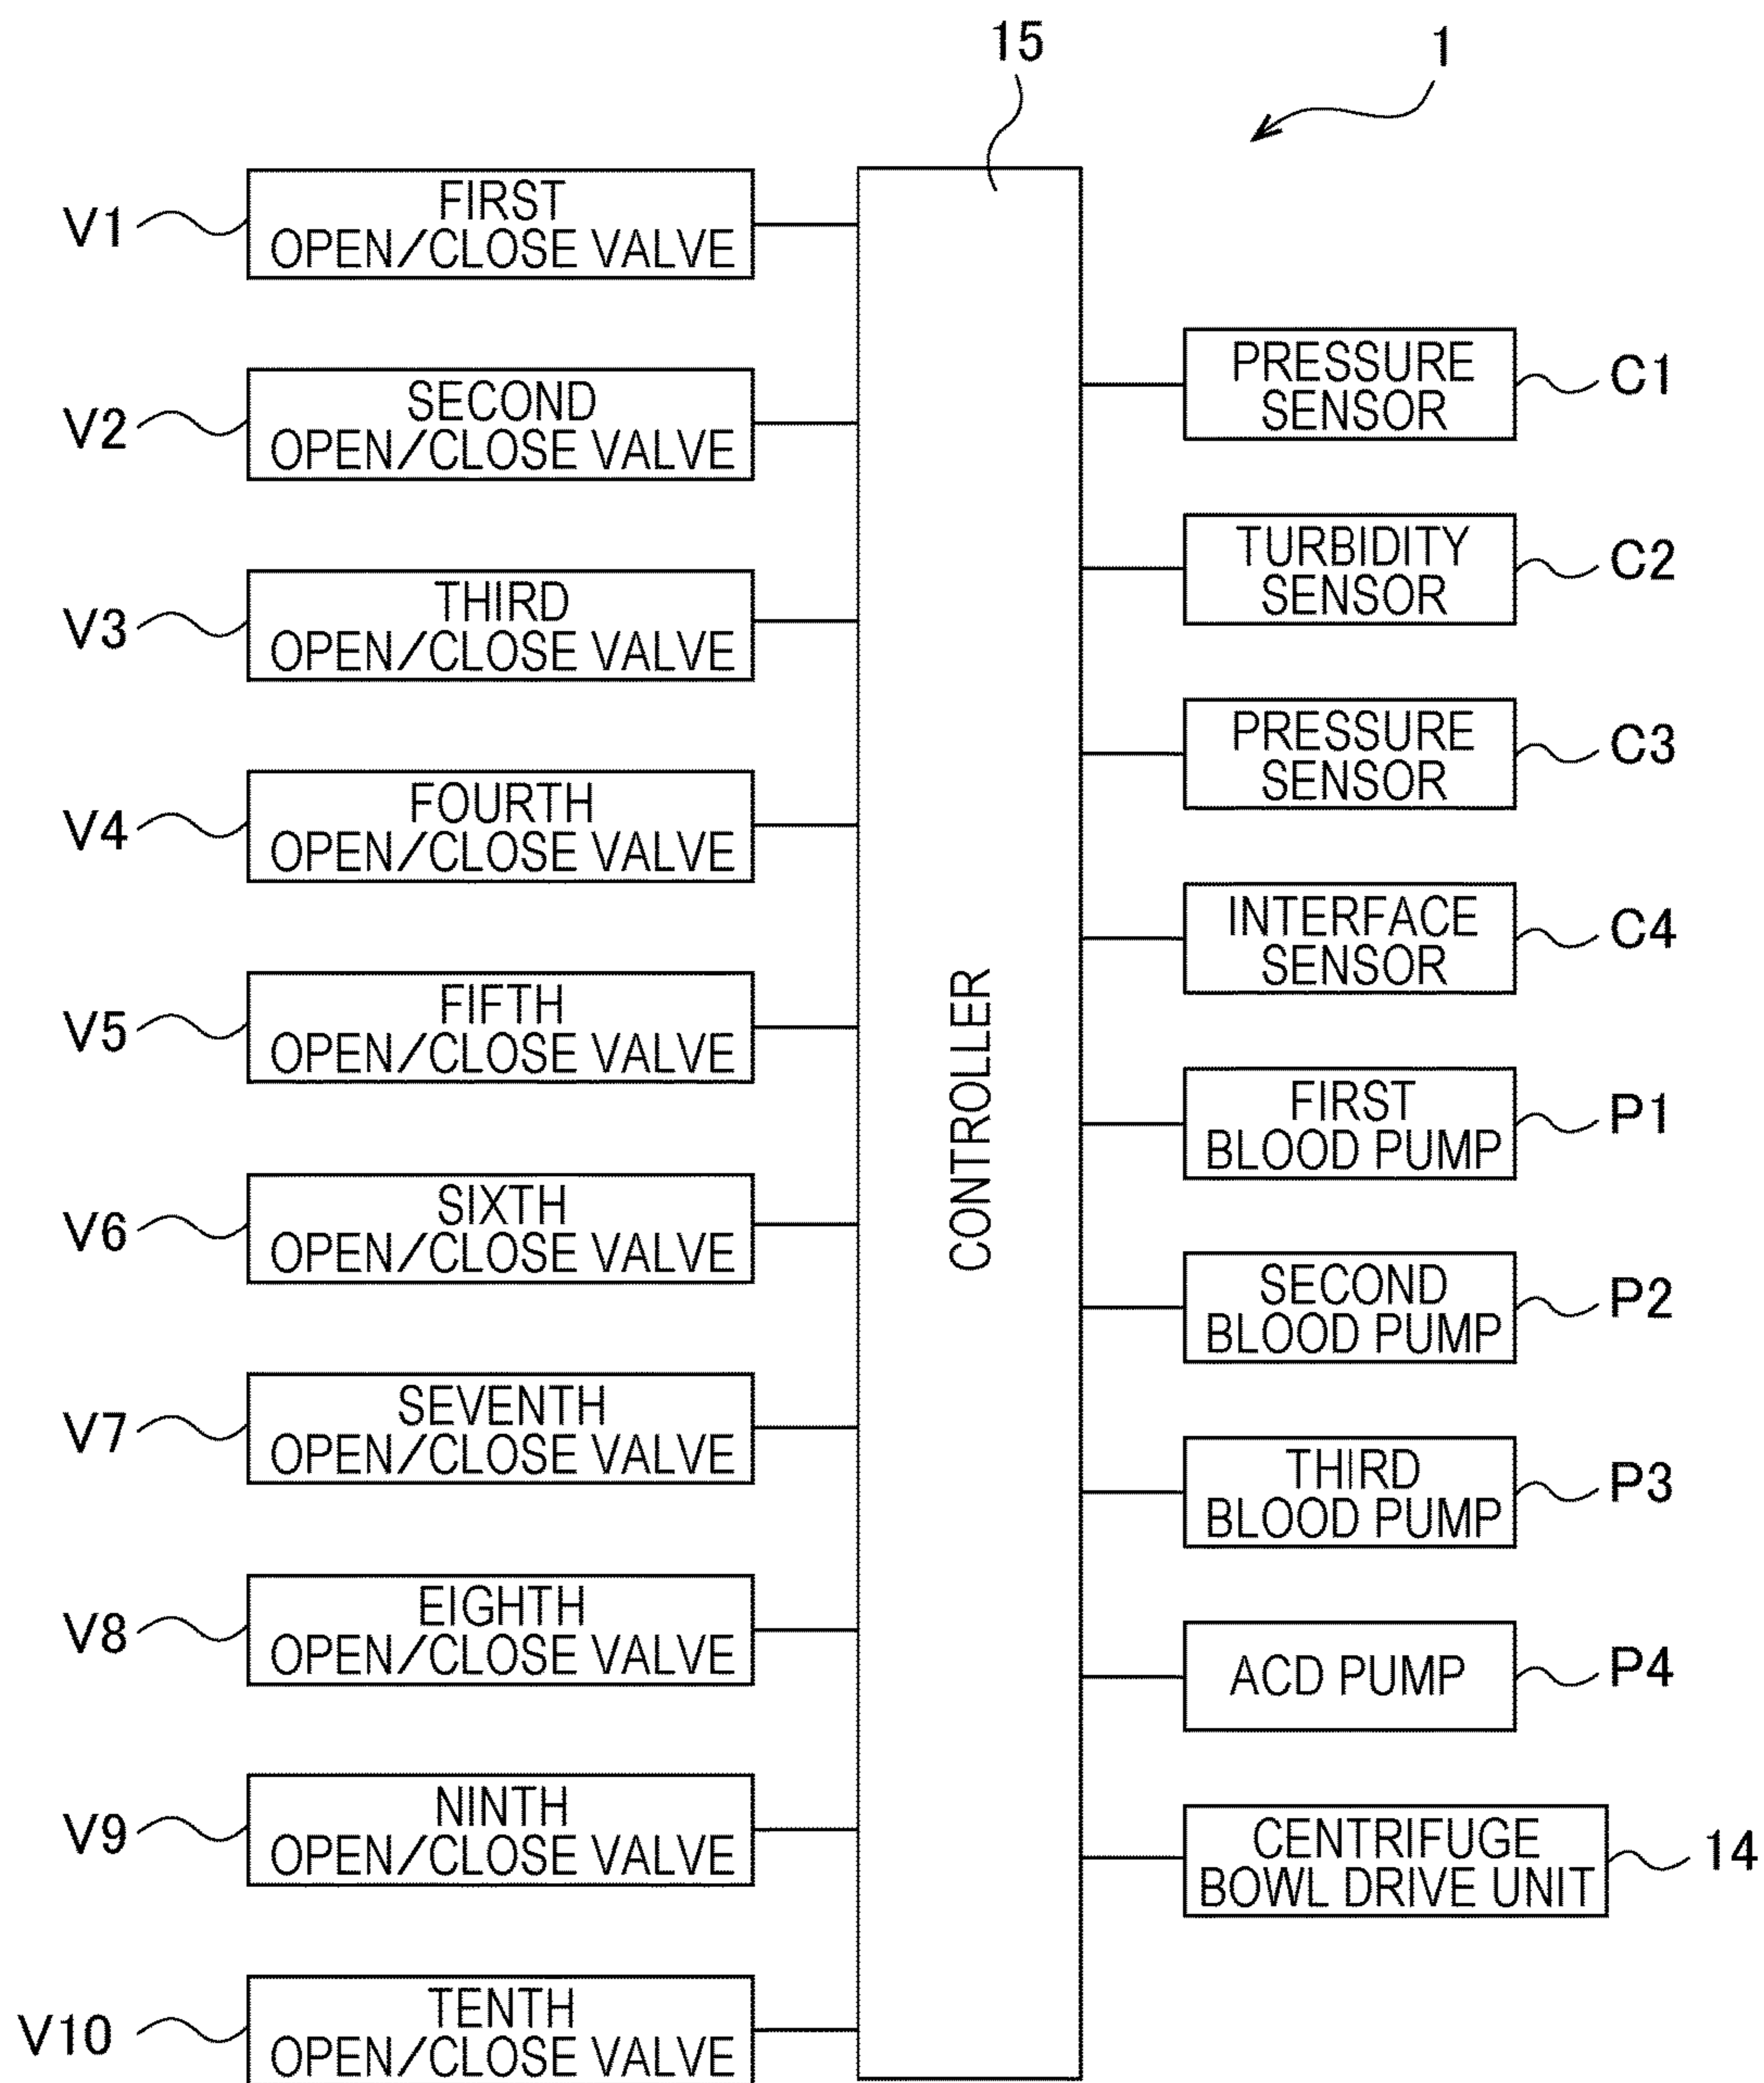 15
1
V1
FIRST
OPEN/CLOSE VALVE
V2
SECOND
OPEN/CLOSE VALVE
V3
THIRD
OPEN/CLOSE VALVE
V4
FOURTH
OPEN/CLOSE VALVE
V5
FIFTH
OPEN/CLOSE VALVE
V6
SIXTH
OPEN/CLOSE VALVE
V7
SEVENTH
OPEN/CLOSE VALVE
V8
EIGHTH
OPEN/CLOSE VALVE
V9
NINTH
OPEN/CLOSE VALVE
V10
TENTH
OPEN/CLOSE VALVE
CONTROLLER
PRESSURE
SENSOR
C1
TURBIDITY
SENSOR
C2
PRESSURE
SENSOR
C3
INTERFACE
SENSOR
C4
FIRST
BLOOD PUMP
P1
SECOND
BLOOD PUMP
P2
THIRD
BLOOD PUMP
P3
ACD PUMP
P4
CENTRIFUGE
BOWL DRIVE UNIT
14